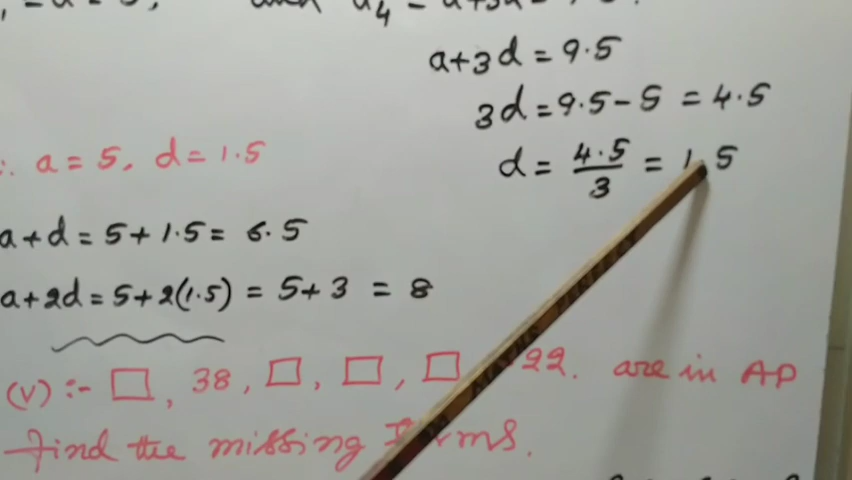 a+3d = 9.5
3d = 9.5 - 5 = 4.5
d = 4.5/3 = 1.5
∴ a = 5, d = 1.5
a + d = 5 + 1.5 = 6.5
a + 2d = 5 + 2(1.5) = 5 + 3 = 8
(V) :- □, 38, □, □, □ 22. are in AP
Find the missing